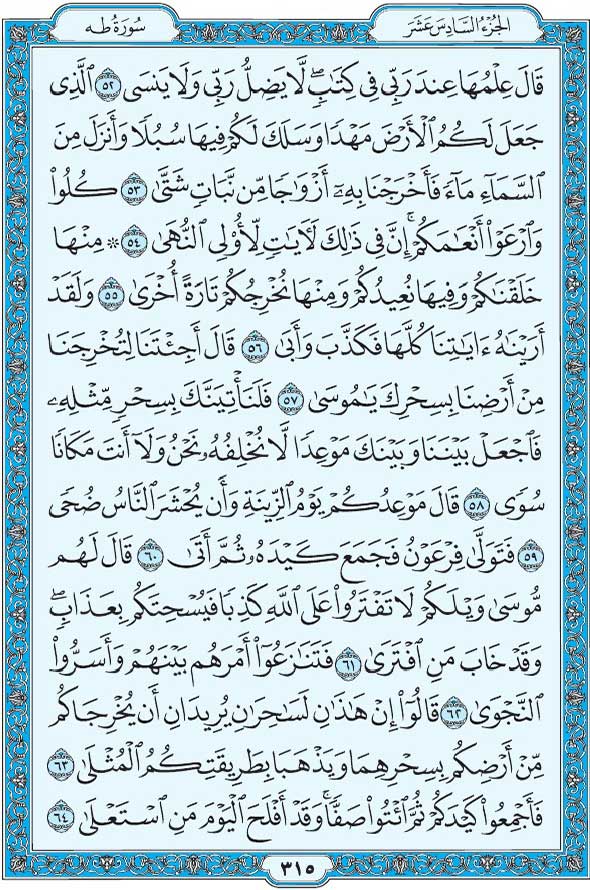 الجزء السادس عشر
سورة طه
قَالَ عِلْمُهَا عِندَ رَبِّي فِي كِتَٰبٍۖ لَّا يَضِلُّ رَبِّي وَلَا يَنسَى ٥٢ ٱلَّذِي
جَعَلَ لَكُمُ ٱلْأَرْضَ مَهْدًا وَسَلَكَ لَكُمْ فِيهَا سُبُلًا وَأَنزَلَ مِنَ
ٱلسَّمَآءِ مَآءً فَأَخْرَجْنَا بِهِۦٓ أَزْوَٰجًا مِّن نَّبَاتٍ شَتَّىٰ ٥٣ كُلُوا۟
وَٱرْعَوْا۟ أَنْعَٰمَكُمْۚ إِنَّ فِي ذَٰلِكَ لَءَايَٰتٍ لِّأُو۟لِي ٱلنُّهَىٰ ٥٤ ۞ مِنْهَا
خَلَقْنَٰكُمْ وَفِيهَا نُعِيدُكُمْ وَمِنْهَا نُخْرِجُكُمْ تَارَةً أُخْرَىٰ ٥٥ وَلَقَدْ
أَرَيْنَٰهُ ءَايَٰتِنَا كُلَّهَا فَكَذَّبَ وَأَبَىٰ ٥٦ قَالَ أَجِئْتَنَا لِتُخْرِجَنَا
مِنْ أَرْضِنَا بِسِحْرِكَ يَٰمُوسَىٰ ٥٧ فَلَنَأْتِيَنَّكَ بِسِحْرٍ مِّثْلِهِۦ
فَٱجْعَلْ بَيْنَنَا وَبَيْنَكَ مَوْعِدًا لَّا نُخْلِفُهُۥ نَحْنُ وَلَآ أَنتَ مَكَانًا
سُوًى ٥٨ قَالَ مَوْعِدُكُمْ يَوْمُ ٱلزِّينَةِ وَأَن يُحْشَرَ ٱلنَّاسُ ضُحًى
٥٩ فَتَوَلَّىٰ فِرْعَوْنُ فَجَمَعَ كَيْدَهُۥ ثُمَّ أَتَىٰ ٦٠ قَالَ لَهُم
مُّوسَىٰ وَيْلَكُمْ لَا تَفْتَرُوا۟ عَلَى ٱللَّهِ كَذِبًا فَيُسْحِتَكُم بِعَذَابٍۖ
وَقَدْ خَابَ مَنِ ٱفْتَرَىٰ ٦١ فَتَنَٰزَعُوٓا۟ أَمْرَهُم بَيْنَهُمْ وَأَسَرُّوا۟
ٱلنَّجْوَىٰ ٦٢ قَالُوٓا۟ إِنْ هَٰذَٰنِ لَسَٰحِرَٰنِ يُرِيدَانِ أَن يُخْرِجَاكُم
مِّنْ أَرْضِكُم بِسِحْرِهِمَا وَيَذْهَبَا بِطَرِيقَتِكُمُ ٱلْمُثْلَىٰ ٦٣
فَأَجْمِعُوا۟ كَيْدَكُمْ ثُمَّ ٱئْتُوا۟ صَفًّاۚ وَقَدْ أَفْلَحَ ٱلْيَوْمَ مَنِ ٱسْتَعْلَىٰ ٦٤
٣١٥